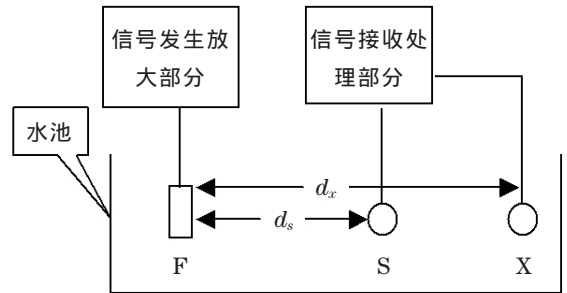 信号发生放
大部分
信号接收处
理部分
水池
d_x
d_s
F S X